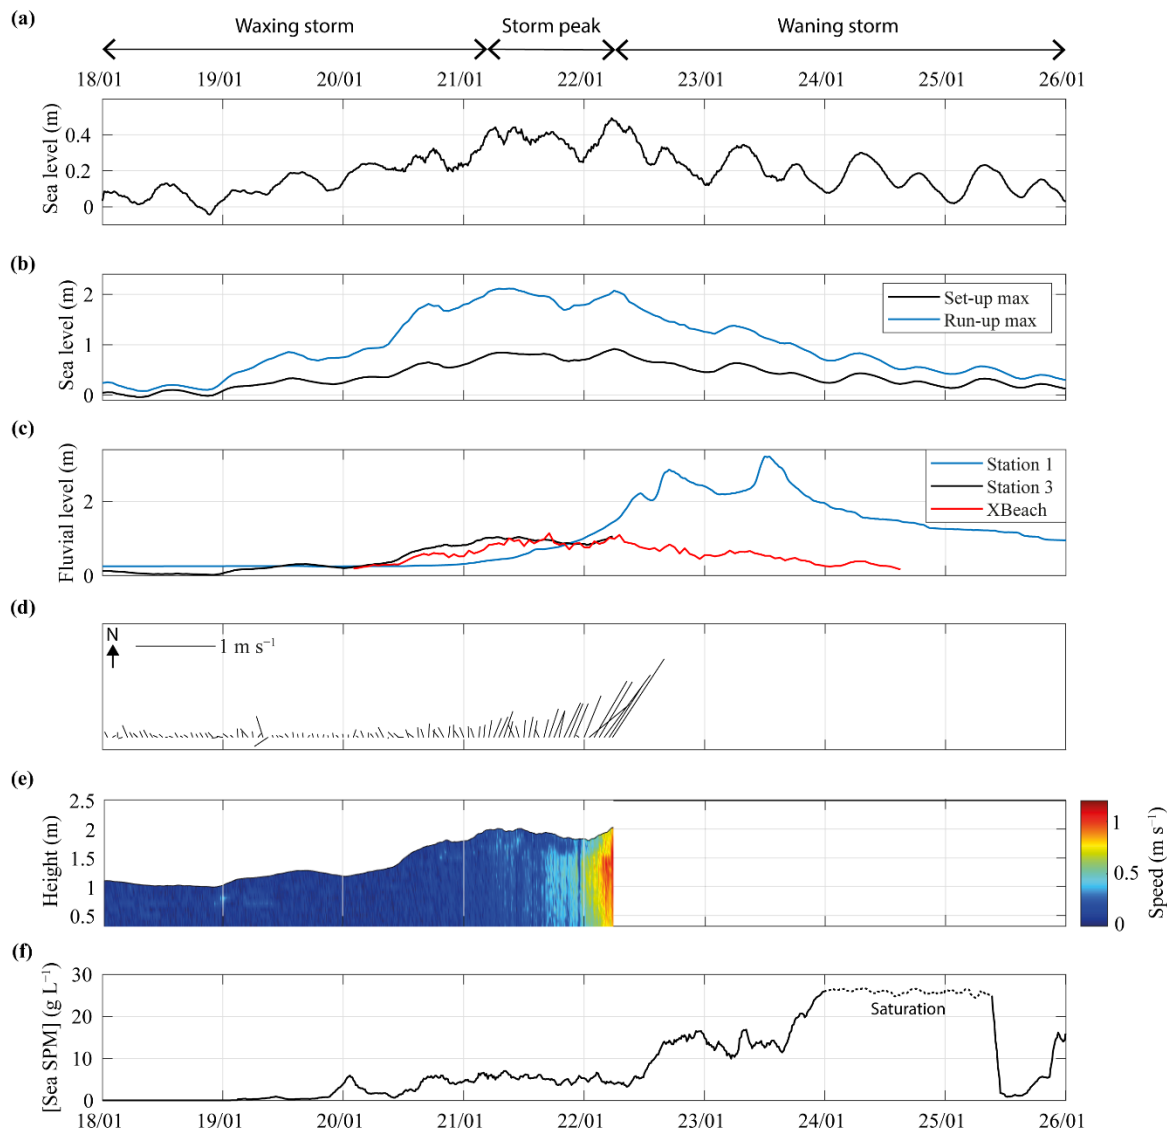 (a)
Waxing storm Storm peak Waning storm
18/01 19/01 20/01 21/01 22/01 23/01 24/01 25/01 26/01
Sea level (m)
0.4
0.2
0
(b)
Sea level (m)
2
1
0
Set-up max
Run-up max
(c)
Fluvial level (m)
2
0
Station 1
Station 3
XBeach
(d)
N
1 m s⁻¹
(e)
Height (m)
2.5
2
1.5
1
0.5
1
0.5
0
Speed (m s⁻¹)
(f)
[Sea SPM] (g L⁻¹)
30
20
10
0
Saturation
18/01 19/01 20/01 21/01 22/01 23/01 24/01 25/01 26/01